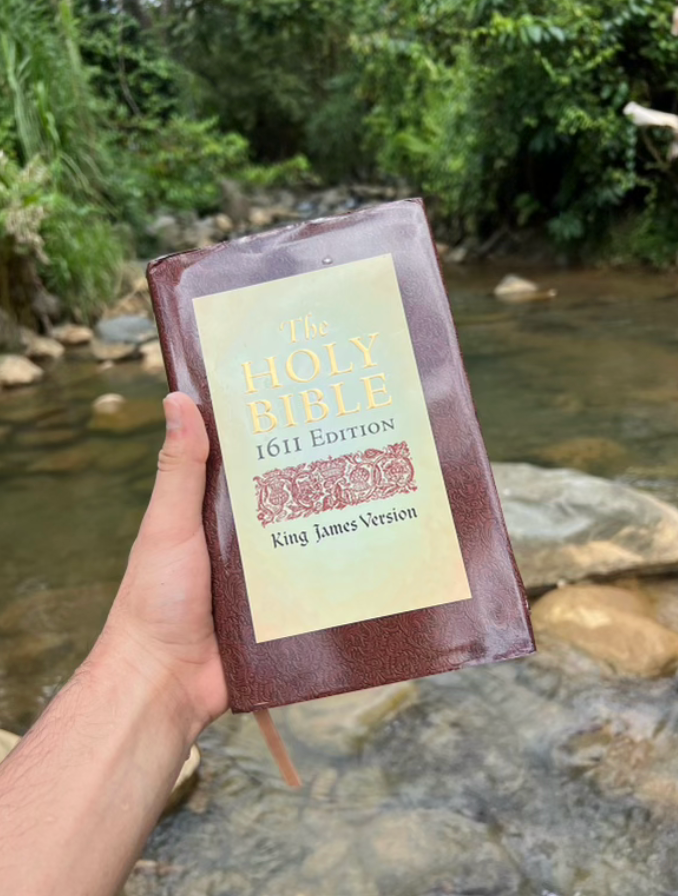 The
HOLY
BIBLE
1611 EDITION
King James Version